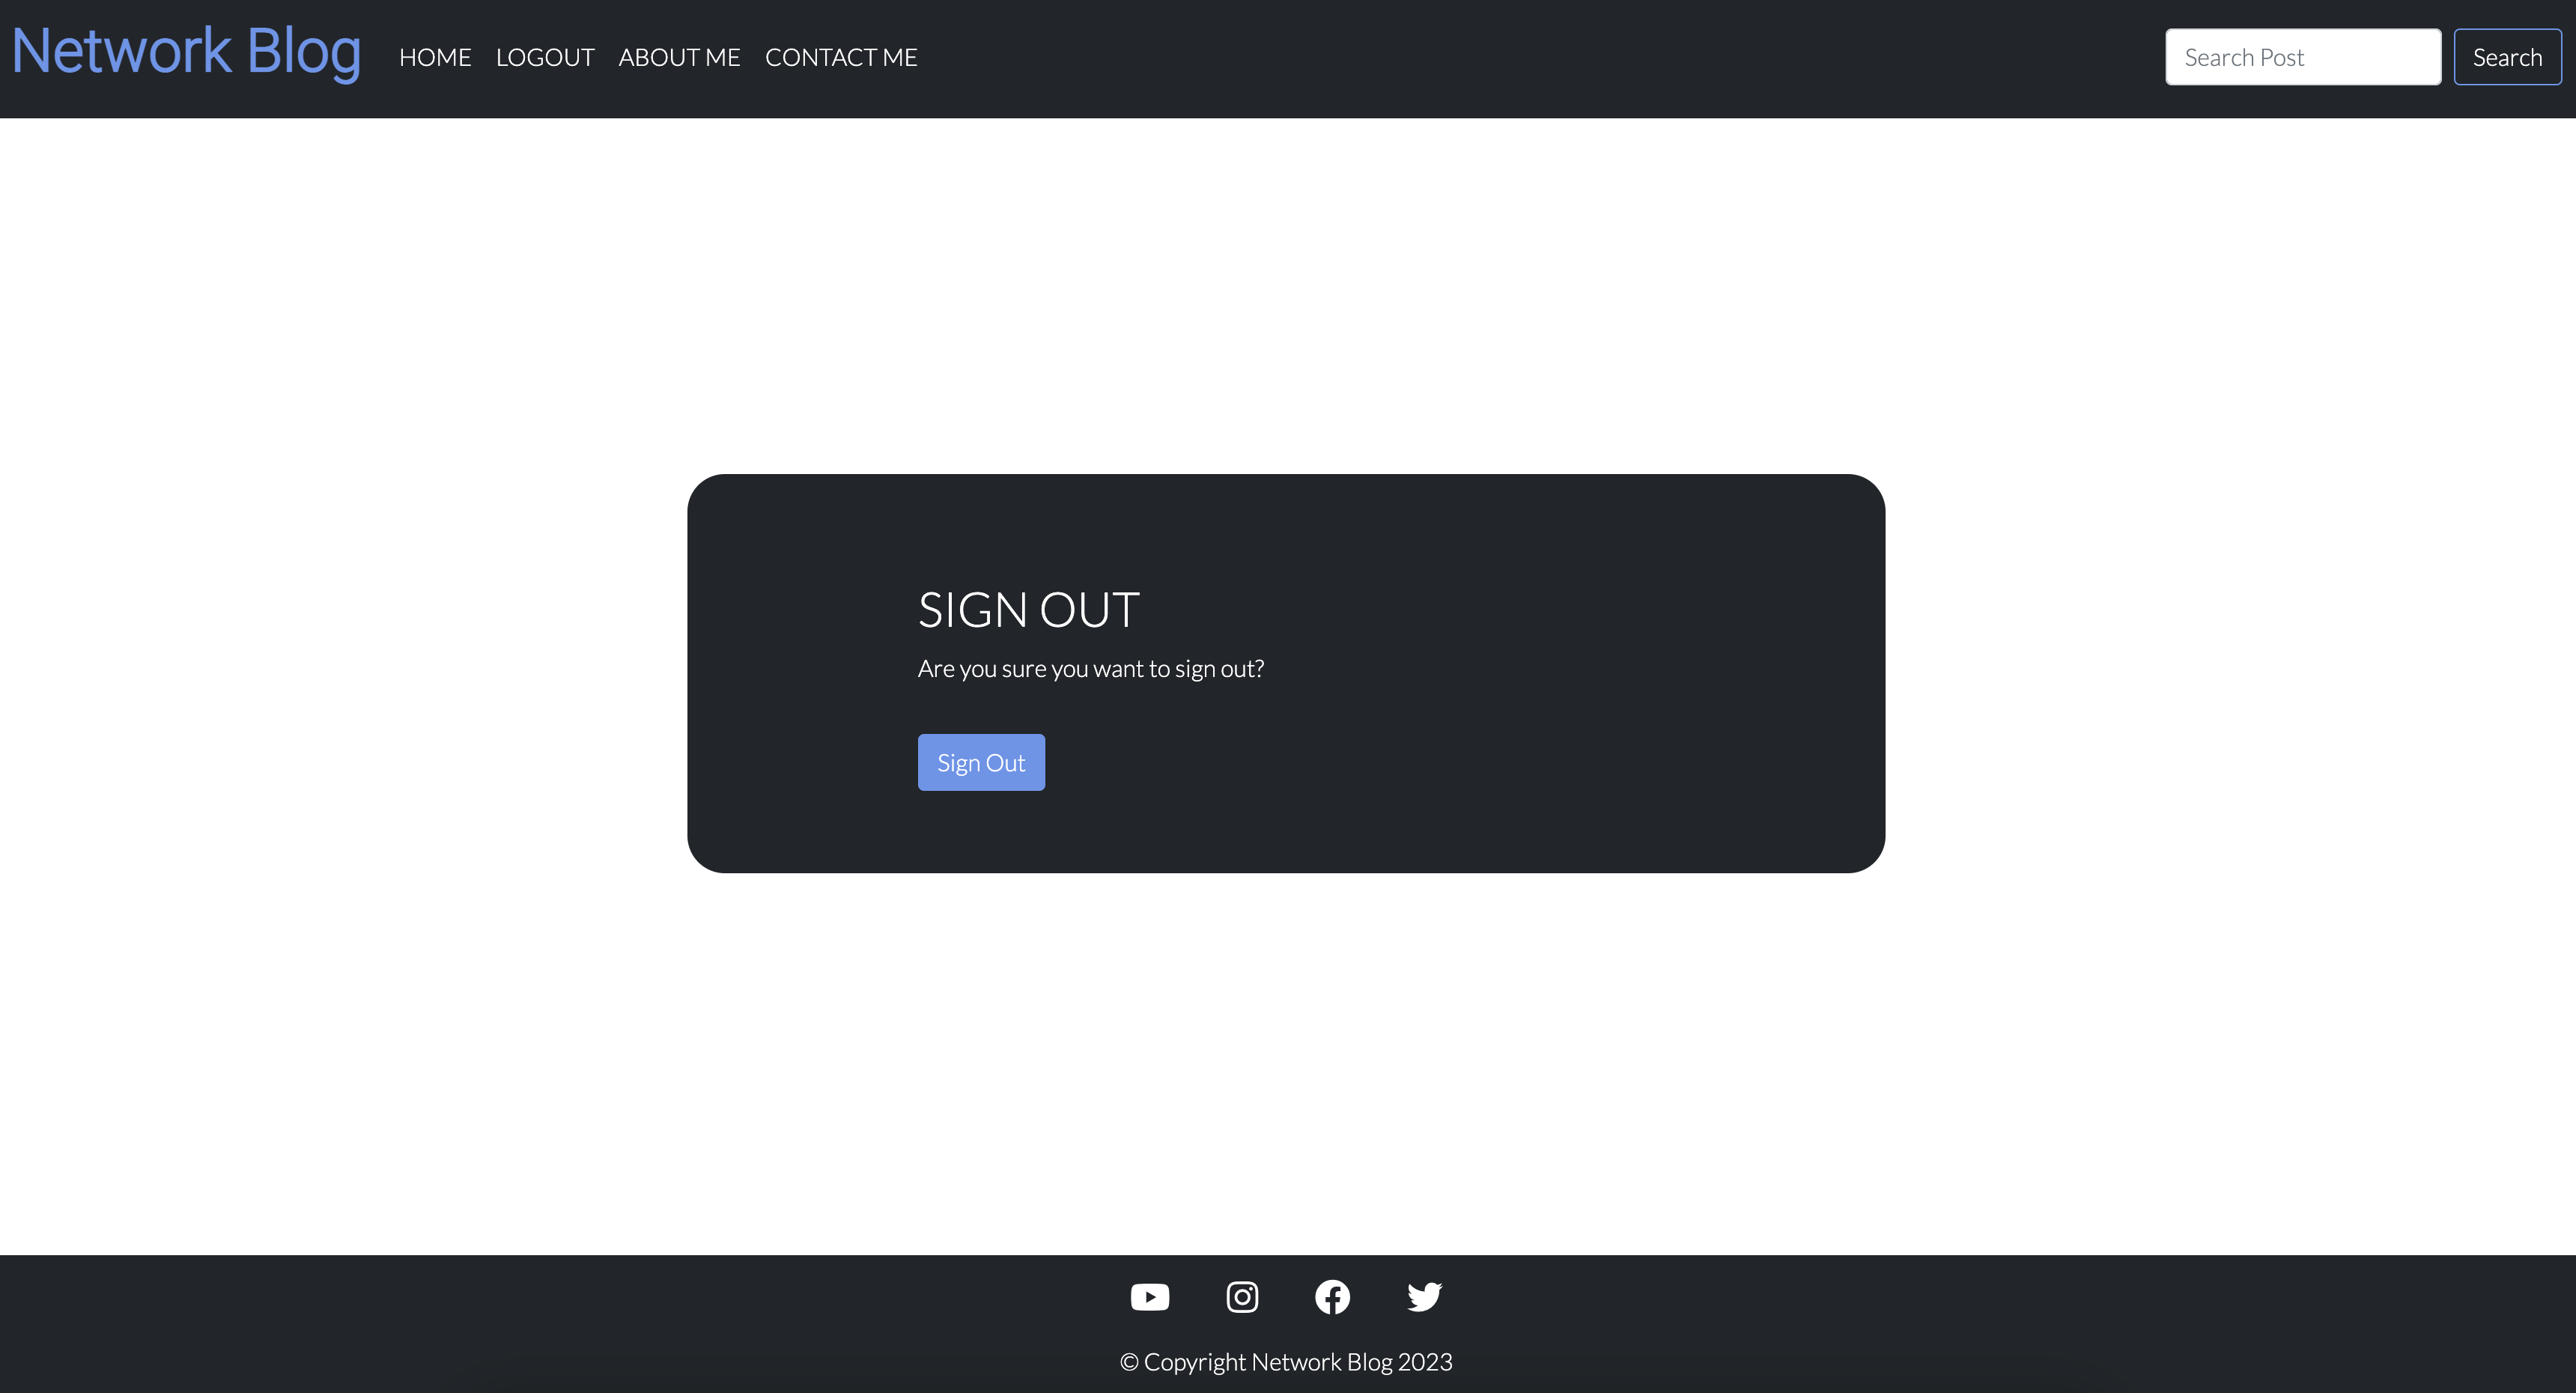 Network Blog HOME LOGOUT ABOUT ME CONTACT ME Search Post Search
SIGN OUT
Are you sure you want to sign out?
Sign Out
© Copyright Network Blog 2023